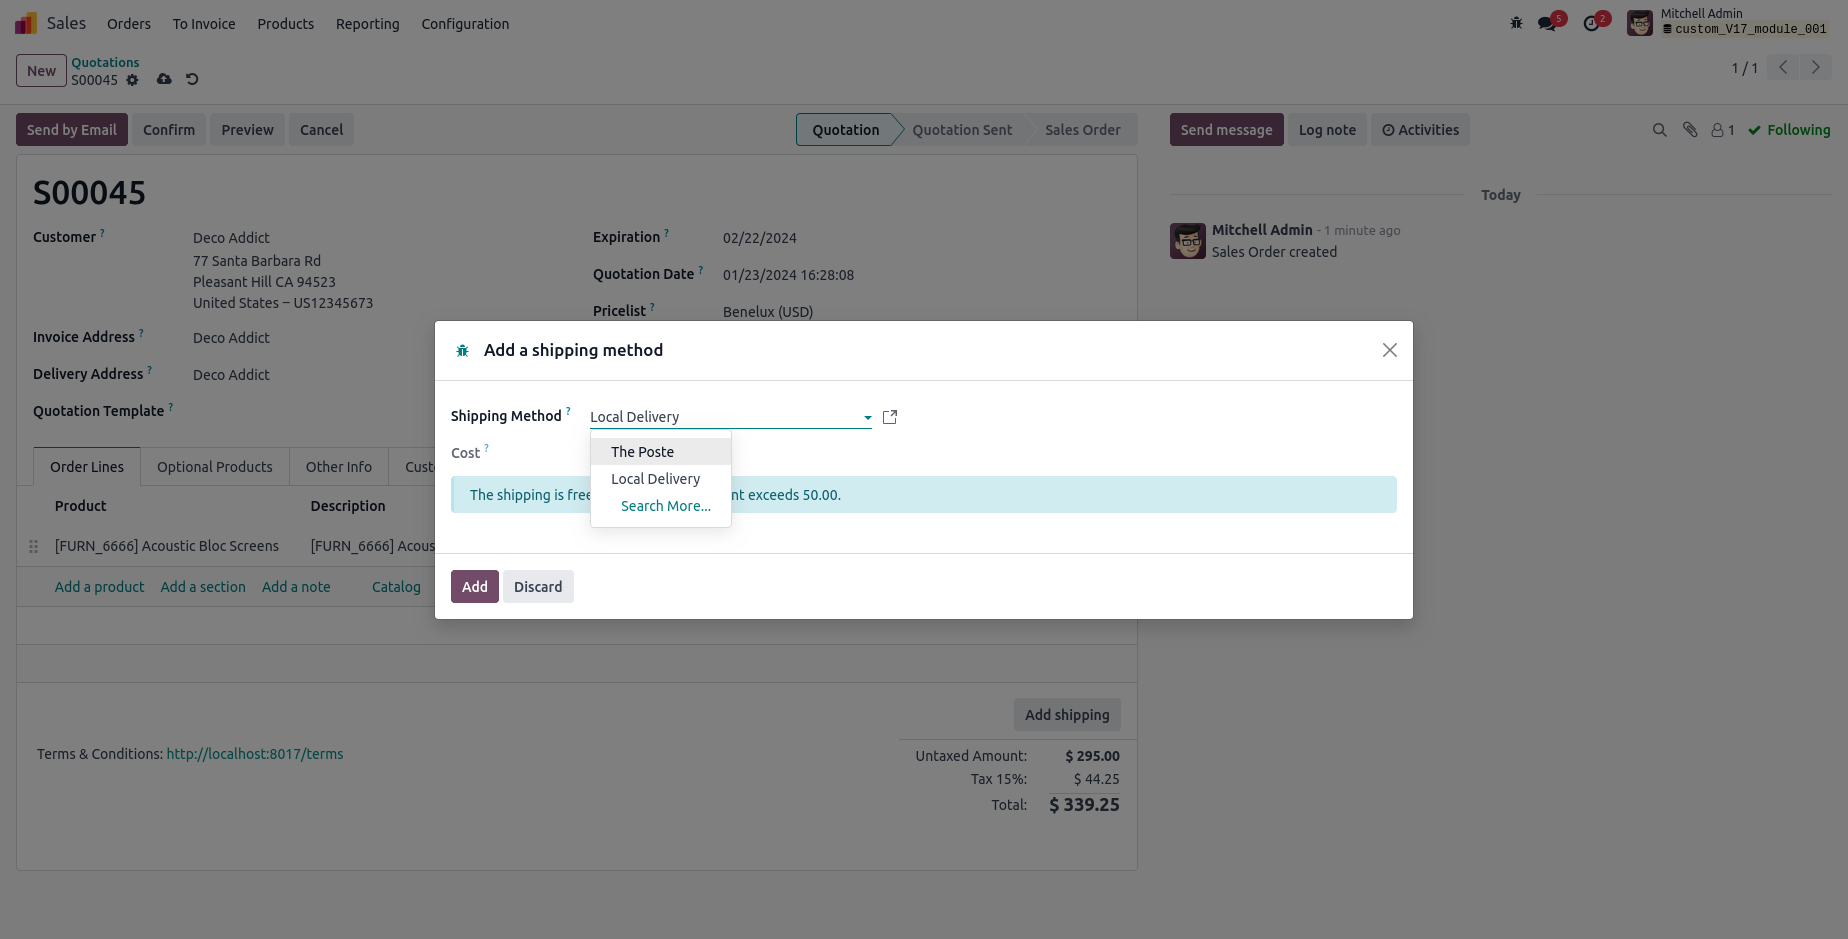 Sales Orders To Invoice Products Reporting Configuration 5 2 Mitchell Admin
custom_V17_module_001
New Quotations
S00045 1 / 1
Send by Email Confirm Preview Cancel Quotation Quotation Sent Sales Order Send message Log note Activities 1 Following
S00045
Today
Customer ? Deco Addict Expiration ? 02/22/2024
77 Santa Barbara Rd
Pleasant Hill CA 94523
United States – US12345673
Quotation Date ? 01/23/2024 16:28:08
Pricelist ? Benelux (USD)
Mitchell Admin - 1 minute ago
Sales Order created
Invoice Address ? Deco Addict
Delivery Address ? Deco Addict
Quotation Template ?
Add a shipping method
Shipping Method ? Local Delivery
The Poste
Local Delivery
Search More...
Cost ?
The shipping is free nt exceeds 50.00.
Add Discard
Order Lines Optional Products Other Info Custo
Product Description
[FURN_6666] Acoustic Bloc Screens [FURN_6666] Acous
Add a product Add a section Add a note Catalog
Add shipping
Terms & Conditions: http://localhost:8017/terms
Untaxed Amount: $ 295.00
Tax 15%: $ 44.25
Total: $ 339.25